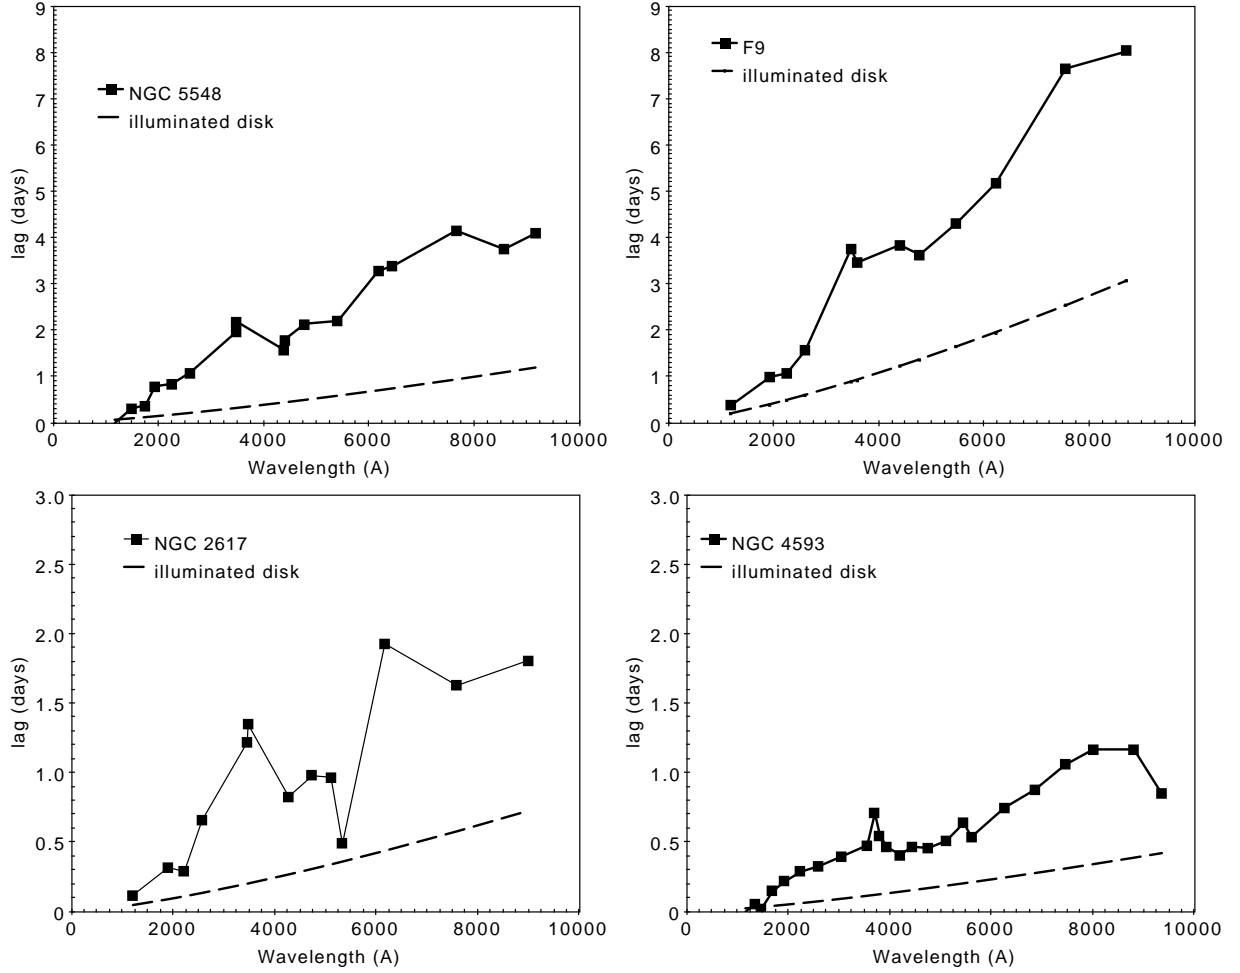 9
8
7
6
5
4
3
2
1
0
lag (days)
NGC 5548
illuminated disk
0 2000 4000 6000 8000 10000
Wavelength (A)
9
8
7
6
5
4
3
2
1
0
lag (days)
F9
illuminated disk
0 2000 4000 6000 8000 10000
Wavelength (A)
3.0
2.5
2.0
1.5
1.0
0.5
0
lag (days)
NGC 2617
illuminated disk
0 2000 4000 6000 8000 10000
Wavelength (A)
3.0
2.5
2.0
1.5
1.0
0.5
0
lag (days)
NGC 4593
illuminated disk
0 2000 4000 6000 8000 10000
Wavelength (A)